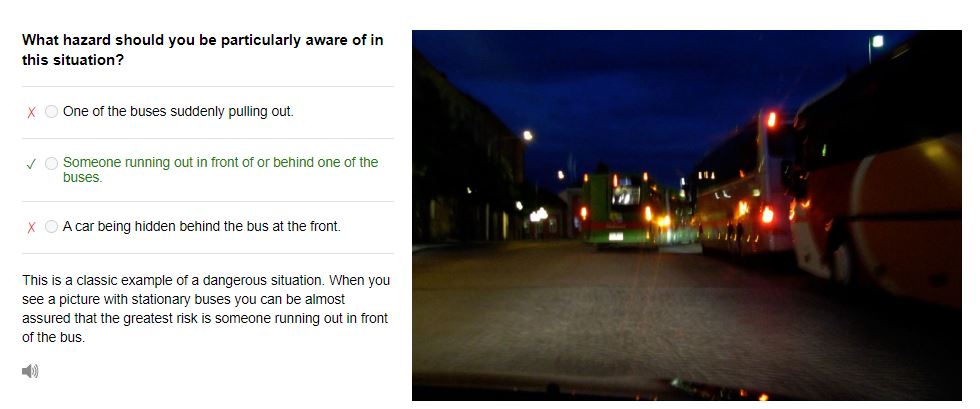 What hazard should you be particularly aware of in
this situation?
X One of the buses suddenly pulling out.
✓ Someone running out in front of or behind one of the
buses.
X A car being hidden behind the bus at the front.
This is a classic example of a dangerous situation. When you
see a picture with stationary buses you can be almost
assured that the greatest risk is someone running out in front
of the bus.